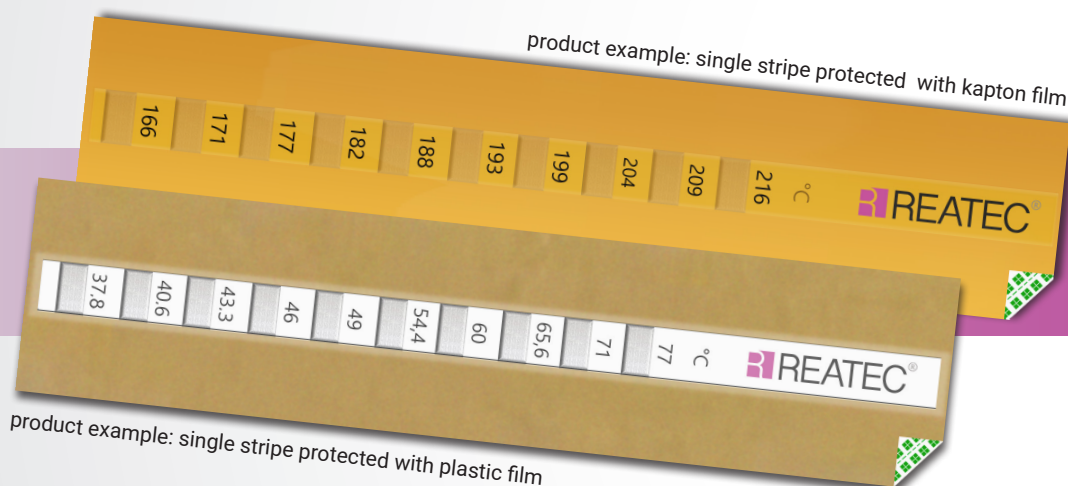 product example: single stripe protected with kapton film
166 171 177 182 188 193 199 204 209 216 °C REATEC®
37.8 40.6 43.3 46 49 54,4 60 65,6 71 77 °C REATEC®
product example: single stripe protected with plastic film